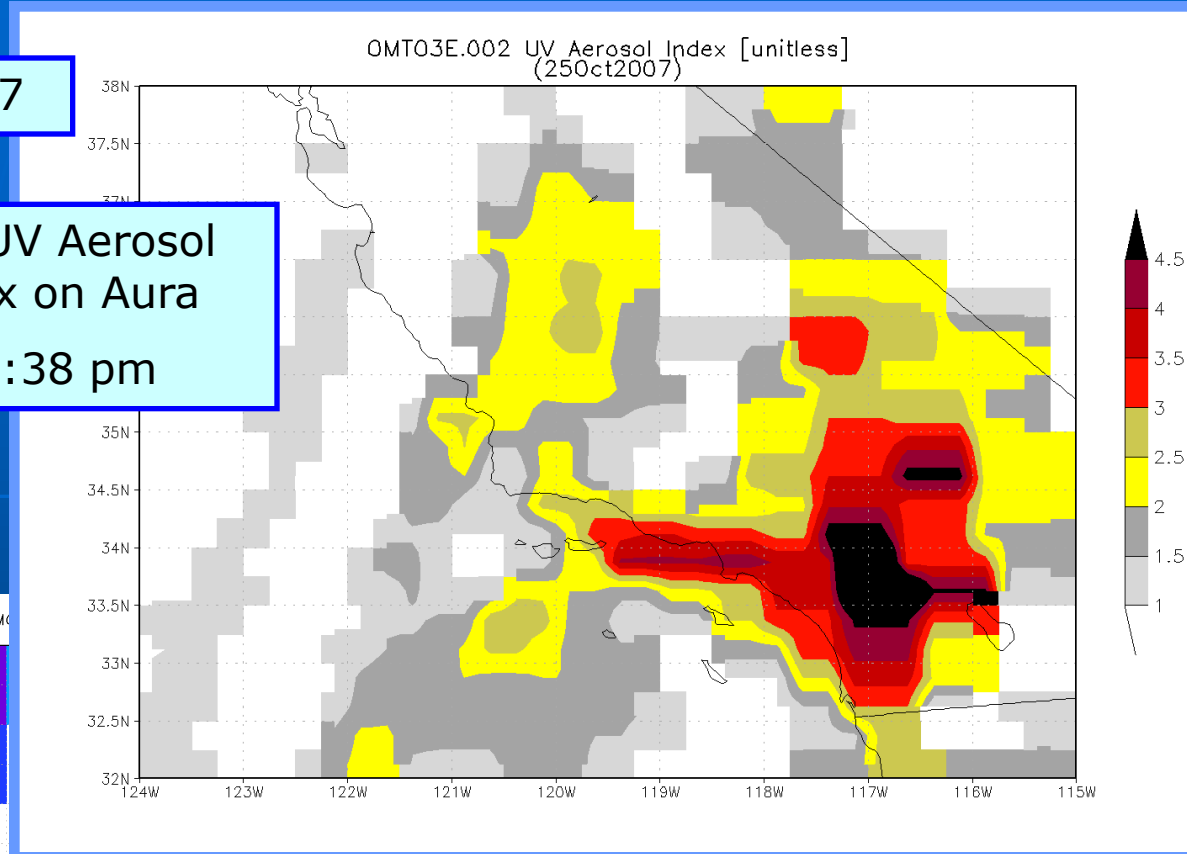 OMTO3E.002 UV Aerosol Index [unitless]
(25Oct2007)
7
UV Aerosol
x on Aura
:38 pm
38N
37.5N
37N
35N
34.5N
34N
33.5N
33N
32.5N
32N
124W 123W 122W 121W 120W 119W 118W 117W 116W 115W
4.5
4
3.5
3
2.5
2
1.5
1